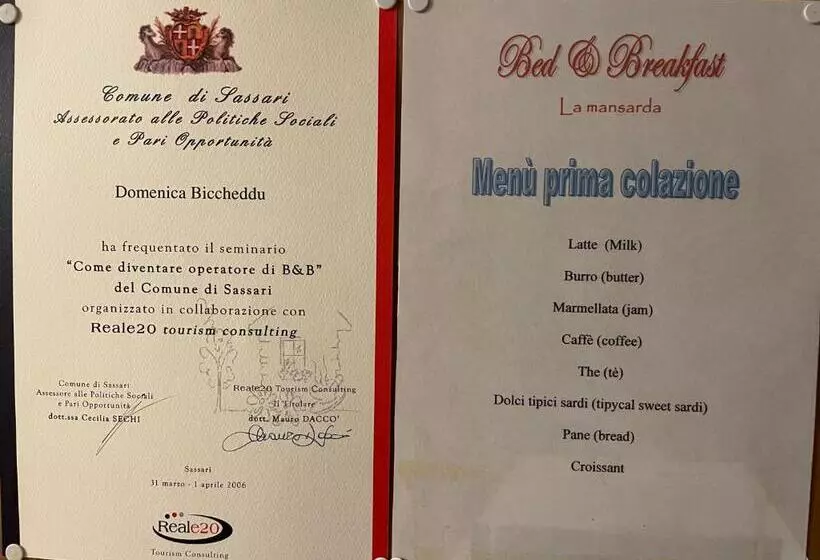 Comune di Sassari
Assessorato alle Politiche Sociali
e Pari Opportunità
Domenica Biccheddu
ha frequentato il seminario
"Come diventare operatore di B&B"
del Comune di Sassari
organizzato in collaborazione con
Reale20 tourism consulting
Comune di Sassari
Assessore alle Politiche Sociali
e Pari Opportunità
dott.ssa Cecilia SECHI
Reale20 Tourism Consulting
Il Titolare
dott. Mauro DACCO'
Sassari
31 marzo - 1 aprile 2006
Reale20
Tourism Consulting
Bed & Breakfast
La mansarda
Menù prima colazione
Latte (Milk)
Burro (butter)
Marmellata (jam)
Caffè (coffee)
The (tè)
Dolci tipici sardi (tipycal sweet sardi)
Pane (bread)
Croissant